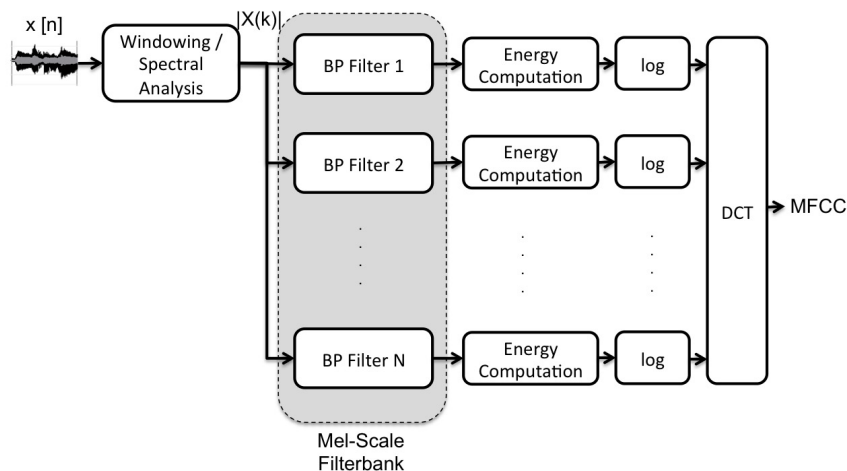 x [n]
Windowing /
Spectral
Analysis
|X(k)|
BP Filter 1
Energy
Computation
log
BP Filter 2
Energy
Computation
log
DCT
MFCC
BP Filter N
Energy
Computation
log
Mel-Scale
Filterbank